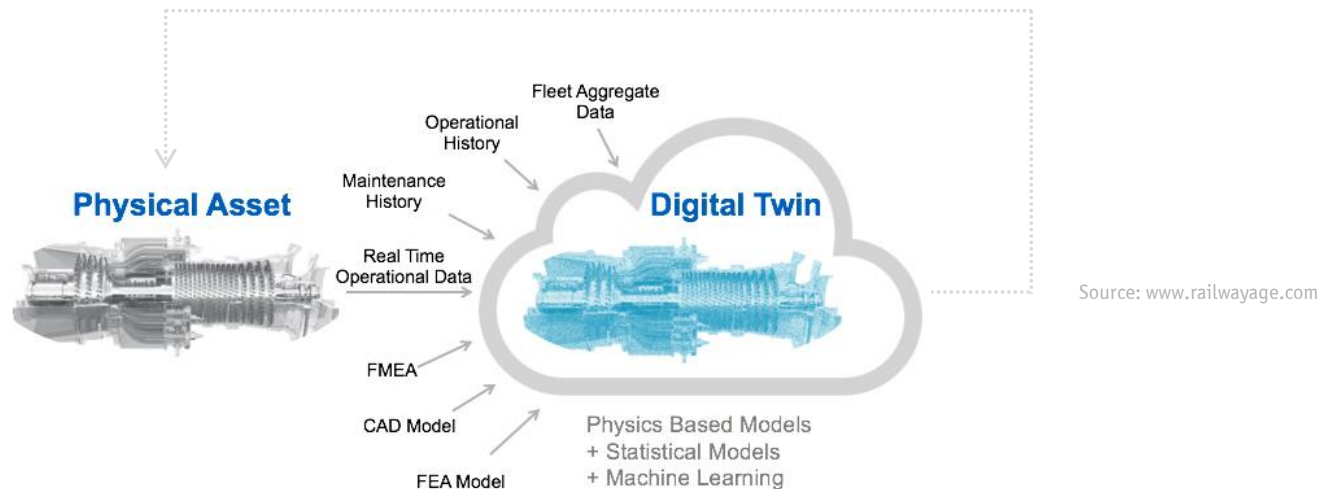 Fleet Aggregate
Data
Operational
History
Maintenance
History
Physical Asset
Digital Twin
Real Time
Operational Data
Source: www.railwayage.com
FMEA
CAD Model
FEA Model
Physics Based Models
+ Statistical Models
+ Machine Learning